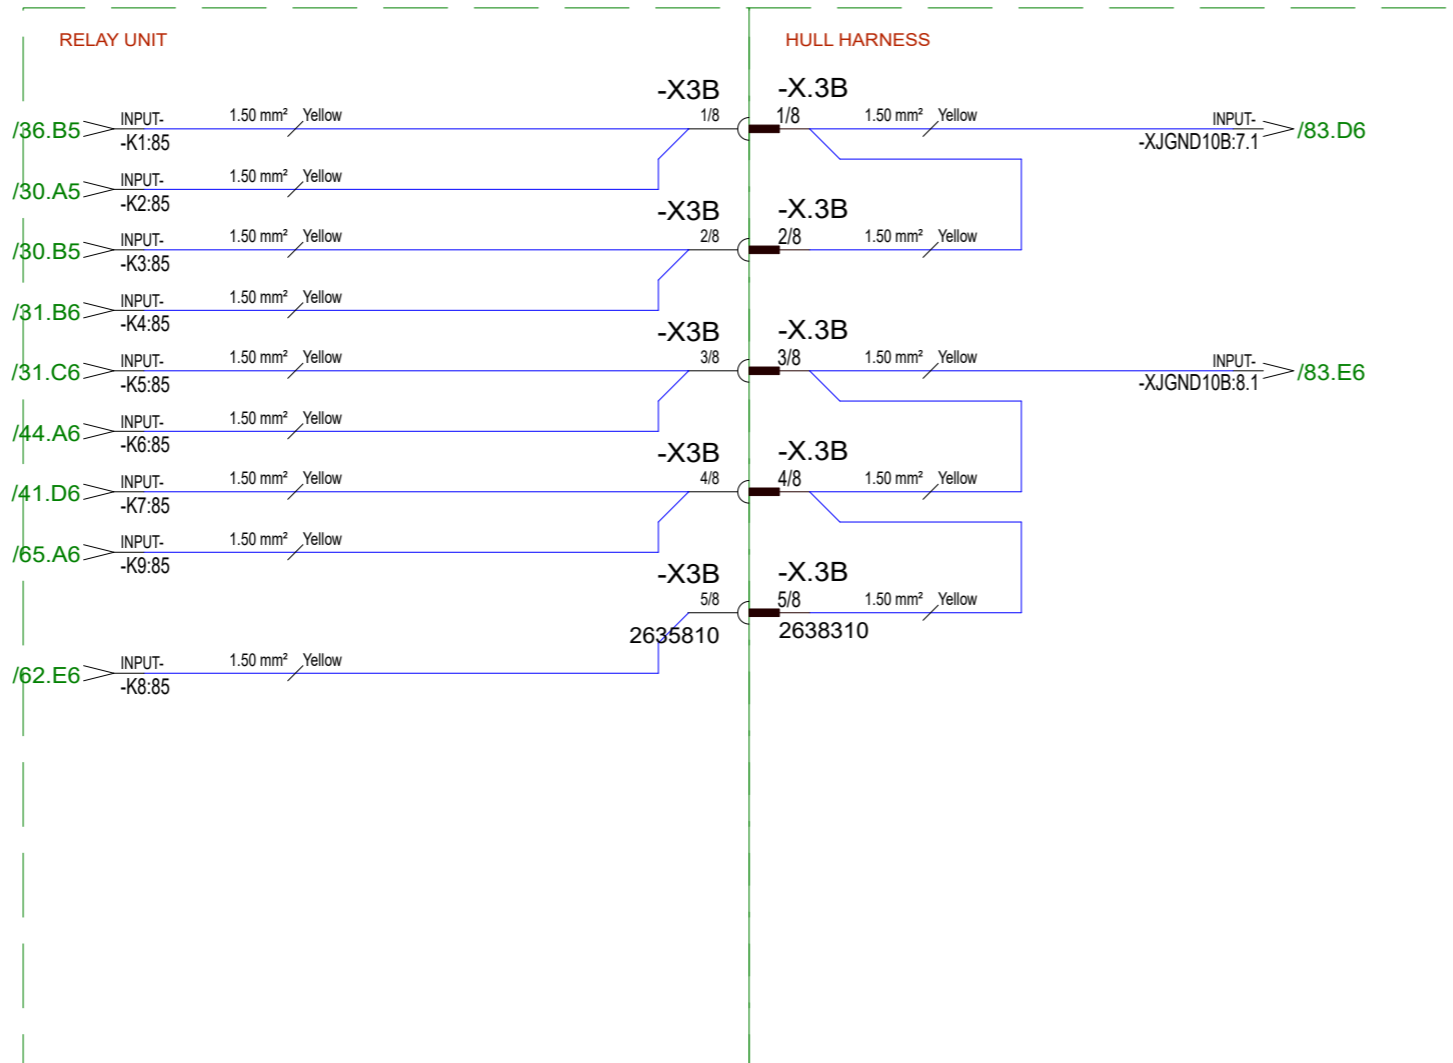 RELAY UNIT
HULL HARNESS
-X3B
-X.3B
/36.B5 INPUT- 1.50 mm² Yellow 1/8 1/8 1.50 mm² Yellow INPUT- /83.D6
-K1:85 -XJGND10B:7.1
/30.A5 INPUT- 1.50 mm² Yellow
-K2:85
-X3B
-X.3B
/30.B5 INPUT- 1.50 mm² Yellow 2/8 2/8 1.50 mm² Yellow
-K3:85
/31.B6 INPUT- 1.50 mm² Yellow
-K4:85
-X3B
-X.3B
/31.C6 INPUT- 1.50 mm² Yellow 3/8 3/8 1.50 mm² Yellow INPUT- /83.E6
-K5:85 -XJGND10B:8.1
/44.A6 INPUT- 1.50 mm² Yellow
-K6:85
-X3B
-X.3B
/41.D6 INPUT- 1.50 mm² Yellow 4/8 4/8 1.50 mm² Yellow
-K7:85
/65.A6 INPUT- 1.50 mm² Yellow
-K9:85
-X3B
-X.3B
5/8 5/8 1.50 mm² Yellow
2635810 2638310
/62.E6 INPUT- 1.50 mm² Yellow
-K8:85